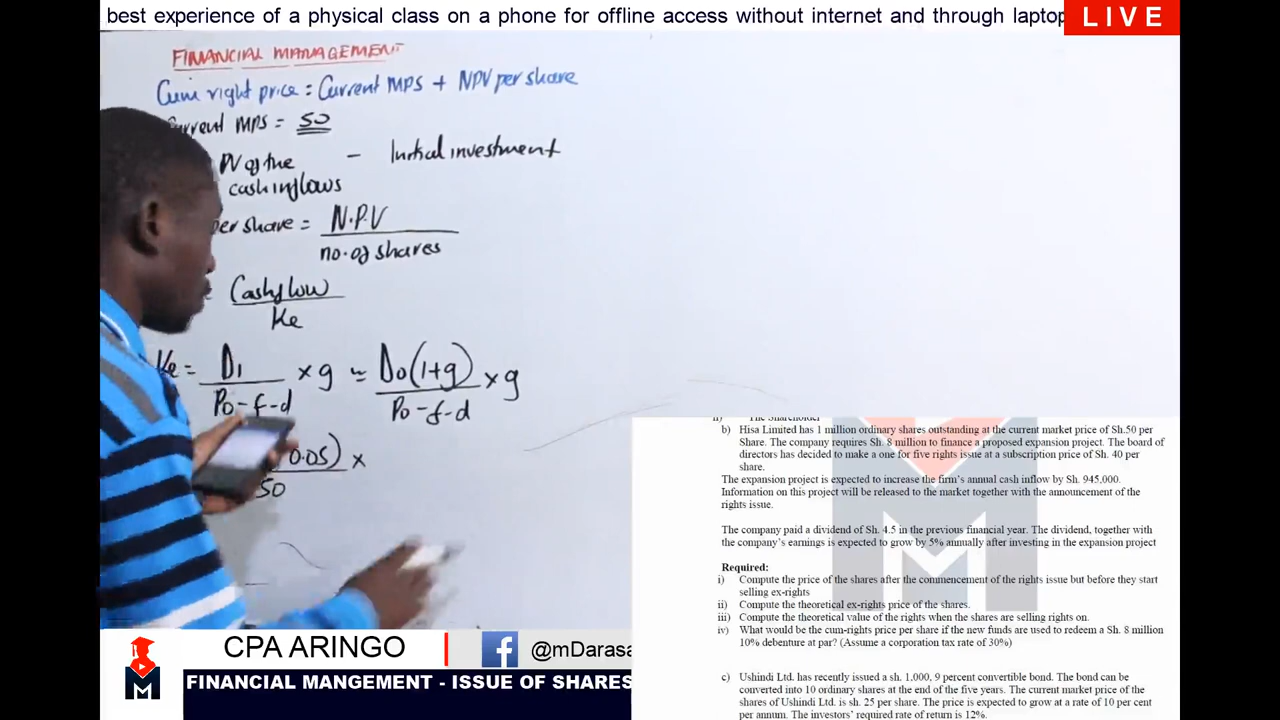 best experience of a physical class on a phone for offline access without internet and through laptop
LIVE
FINANCIAL MANAGEMENT
Cum right price = Current MPS + NPV per share
Current MPS = 50
PV of the cash inflows - Initial investment
per share = N.P.V / no. of shares
Cashflow / Ke
Ke = D1 / Po-f-d × g = Do(1+g) / Po-f-d × g
0.05) × 
50
ii) The Shareholder
b) Hisa Limited has 1 million ordinary shares outstanding at the current market price of Sh.50 per
Share. The company requires Sh. 8 million to finance a proposed expansion project. The board of
directors has decided to make a one for five rights issue at a subscription price of Sh. 40 per
share.
The expansion project is expected to increase the firm's annual cash inflow by Sh. 945,000.
Information on this project will be released to the market together with the announcement of the
rights issue.
The company paid a dividend of Sh. 4.5 in the previous financial year. The dividend, together with
the company's earnings is expected to grow by 5% annually after investing in the expansion project
Required:
i) Compute the price of the shares after the commencement of the rights issue but before they start
selling ex-rights
ii) Compute the theoretical ex-rights price of the shares.
iii) Compute the theoretical value of the rights when the shares are selling rights on.
iv) What would be the cum-rights price per share if the new funds are used to redeem a Sh. 8 million
10% debenture at par? (Assume a corporation tax rate of 30%)
c) Ushindi Ltd. has recently issued a sh. 1,000, 9 percent convertible bond. The bond can be
converted into 10 ordinary shares at the end of the five years. The current market price of the
shares of Ushindi Ltd. is sh. 25 per share. The price is expected to grow at a rate of 10 per cent
per annum. The investors' required rate of return is 12%.
CPA ARINGO
@mDarasa
FINANCIAL MANGEMENT - ISSUE OF SHARES